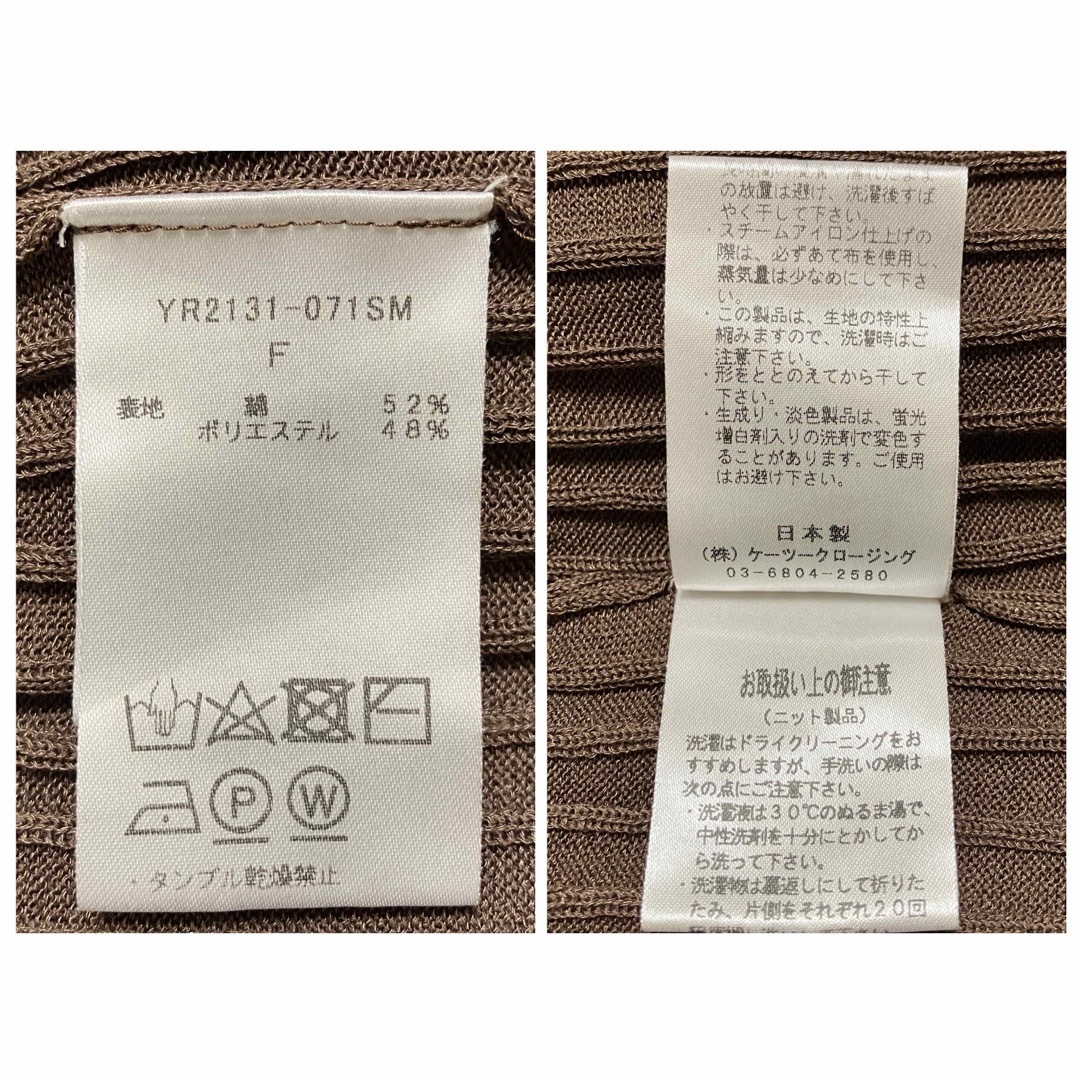 YR2131-071SM
F
表地 綿 52%
ポリエステル 48%
P W
・タンブル乾燥禁止
の放置は避け、洗濯後すば
やく干して下さい。
・スチームアイロン仕上げの
際は、必ずあて布を使用し、
蒸気量は少なめにして下さ
い。
・この製品は、生地の特性上
縮みますので、洗濯時はご
注意下さい。
・形をととのえてから干して
下さい。
・生成り・淡色製品は、蛍光
増白剤入りの洗剤で変色す
ることがあります。ご使用
はお避け下さい。
日本製
(株)ケーツークロージング
03-6804-2580
お取扱い上の御注意
(ニット製品)
洗濯はドライクリーニングをお
すすめしますが、手洗いの際は
次の点にご注意下さい。
・洗濯液は30℃のぬるま湯で、
中性洗剤を十分にとかしてか
ら洗って下さい。
・洗濯物は裏返しにして折りた
たみ、片側をそれぞれ20回